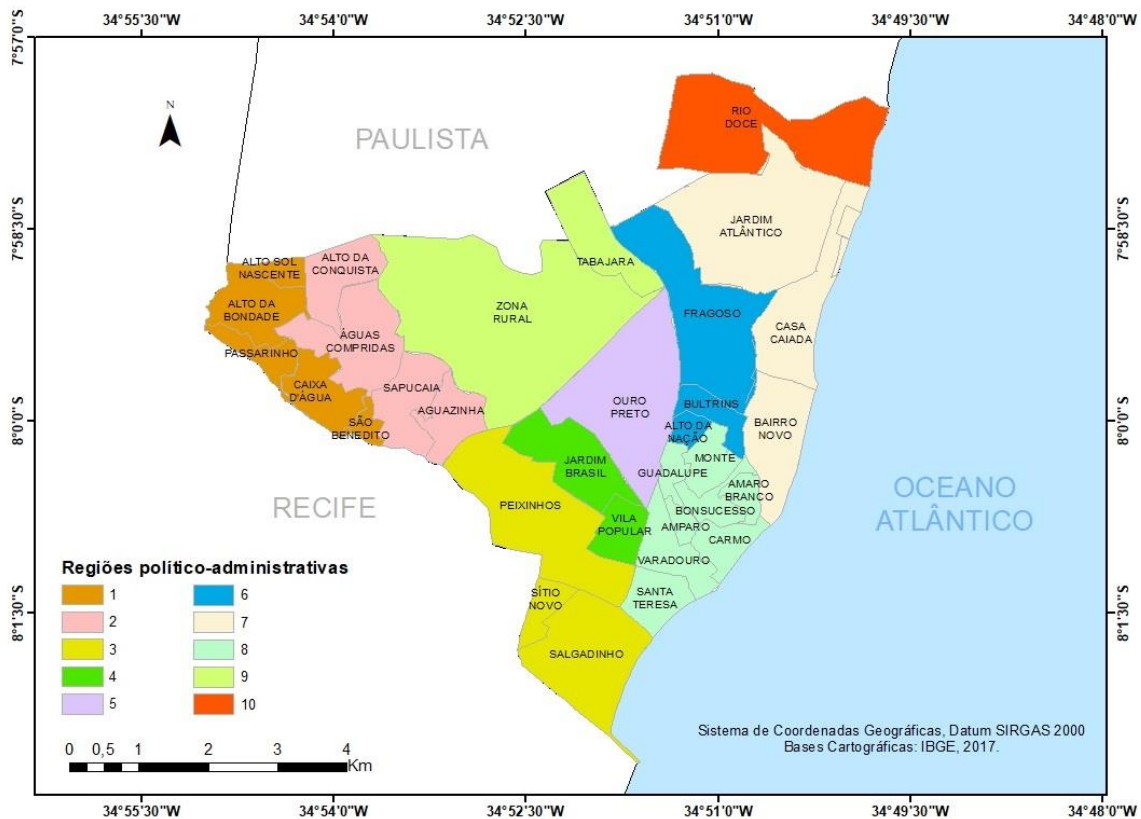 34°55'30"W 34°54'0"W 34°52'30"W 34°51'0"W 34°49'30"W 34°48'0"W
7°57'0"S
7°57'0"S
N
PAULISTA
RIO
DOCE
JARDIM
ATLÂNTICO
7°58'30"S
7°58'30"S
ALTO SOL
NASCENTE
ALTO DA
CONQUISTA
TABAJARA
ALTO DA
BONDADE
ZONA
RURAL
FRAGOSO
CASA
CAIADA
PASSARINHO
ÁGUAS
COMPRIDAS
CAIXA
D'ÁGUA
SAPUCAIA
AGUAZINHA
OURO
PRETO
BULTRINS
8°0'0"S
8°0'0"S
SÃO
BENEDITO
ALTO DA
NAÇÃO
BAIRRO
NOVO
MONTE
JARDIM
BRASIL
GUADALUPE
AMARO
BRANCO
RECIFE
PEIXINHOS
BONSUCESSO
OCEANO
ATLÂNTICO
VILA
POPULAR
AMPARO
CARMO
VARADOURO
SÍTIO
NOVO
SANTA
TERESA
8°1'30"S
8°1'30"S
SALGADINHO
Regiões político-administrativas
1 6
2 7
3 8
4 9
5 10
0 0,5 1 2 3 4
Km
Sistema de Coordenadas Geográficas, Datum SIRGAS 2000
Bases Cartográficas: IBGE, 2017.
34°55'30"W 34°54'0"W 34°52'30"W 34°51'0"W 34°49'30"W 34°48'0"W